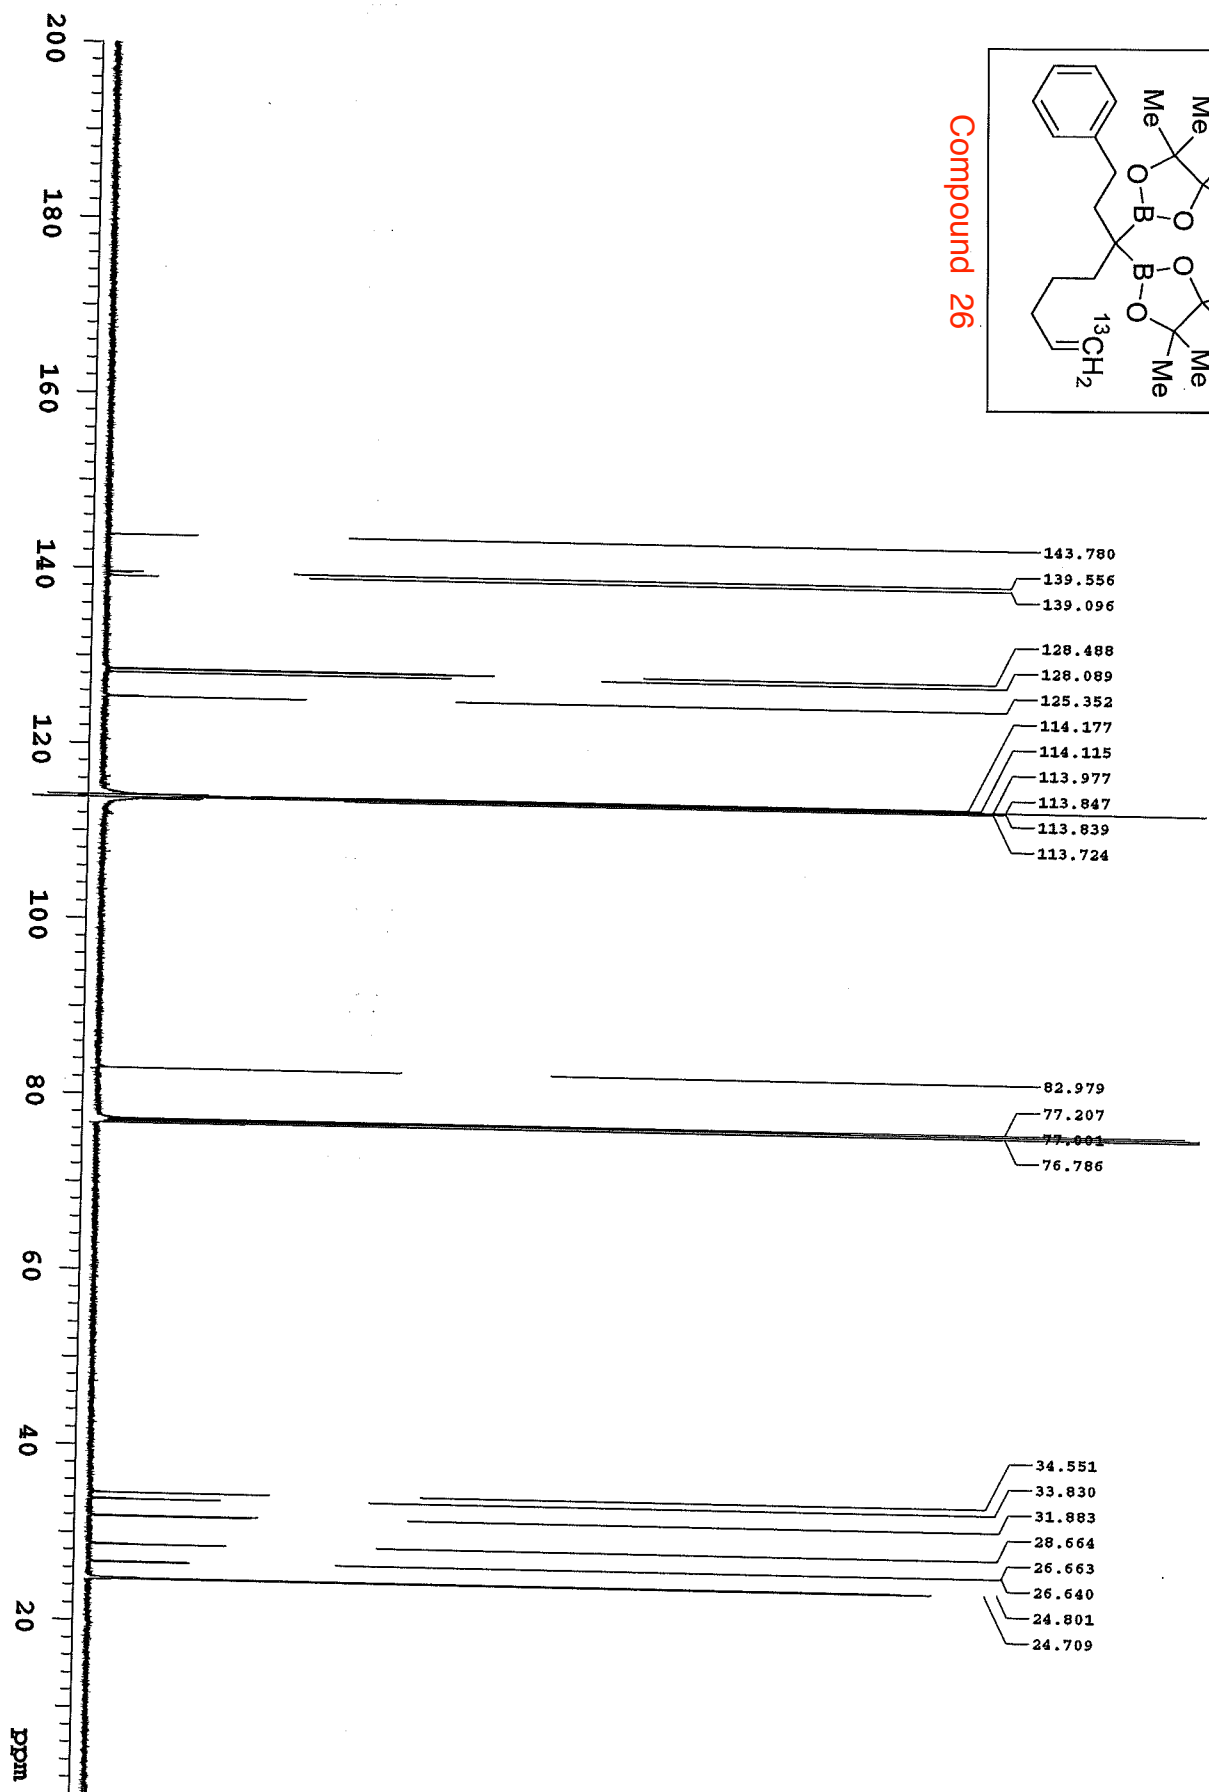 Me
Me
O
O
B
B
O
O
Me
Me
13CH2
Compound 26
143.780
139.556
139.096
128.488
128.089
125.352
114.177
114.115
113.977
113.847
113.839
113.724
82.979
77.207
77.001
76.786
34.551
33.830
31.883
28.664
26.663
26.640
24.801
24.709
200 180 160 140 120 100 80 60 40 20 ppm